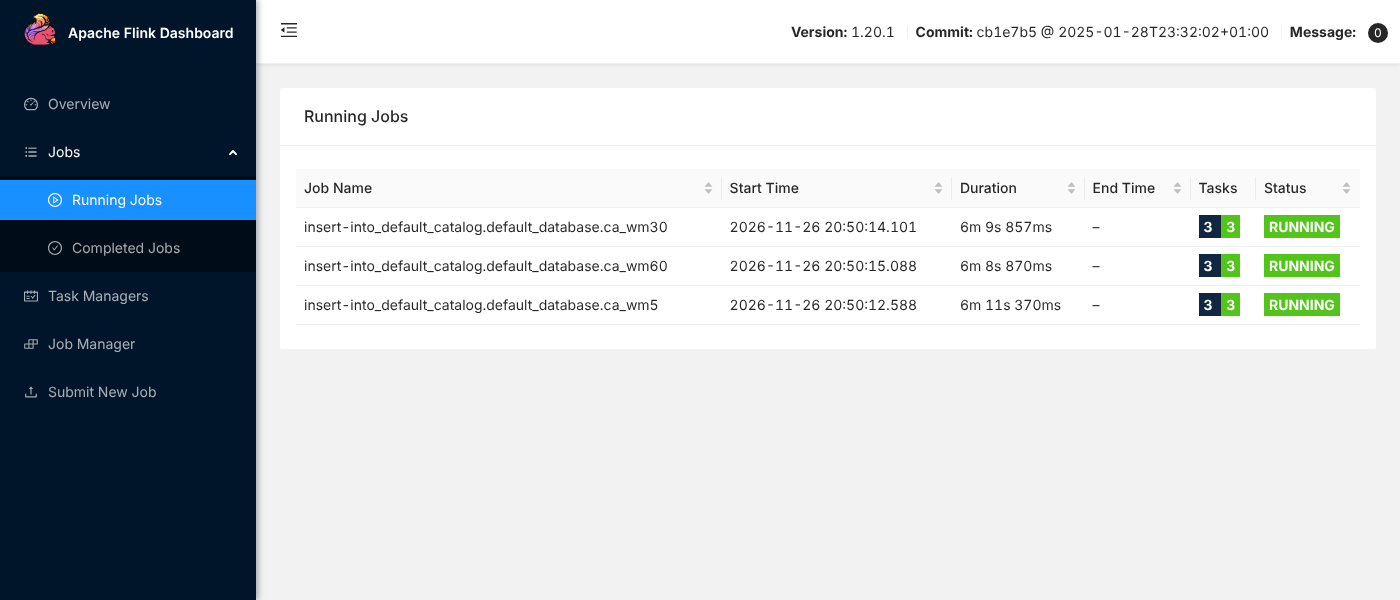 Apache Flink Dashboard
Version: 1.20.1 Commit: cb1e7b5 @ 2025-01-28T23:32:02+01:00 Message: 0
Overview
Jobs
Running Jobs
Completed Jobs
Task Managers
Job Manager
Submit New Job
Running Jobs
Job Name Start Time Duration End Time Tasks Status
insert-into_default_catalog.default_database.ca_wm30 2026-11-26 20:50:14.101 6m 9s 857ms – 3 3 RUNNING
insert-into_default_catalog.default_database.ca_wm60 2026-11-26 20:50:15.088 6m 8s 870ms – 3 3 RUNNING
insert-into_default_catalog.default_database.ca_wm5 2026-11-26 20:50:12.588 6m 11s 370ms – 3 3 RUNNING